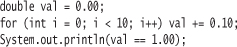 double val = 0.00;
for (int i = 0; i < 10; i++) val += 0.10;
System.out.println(val == 1.00);